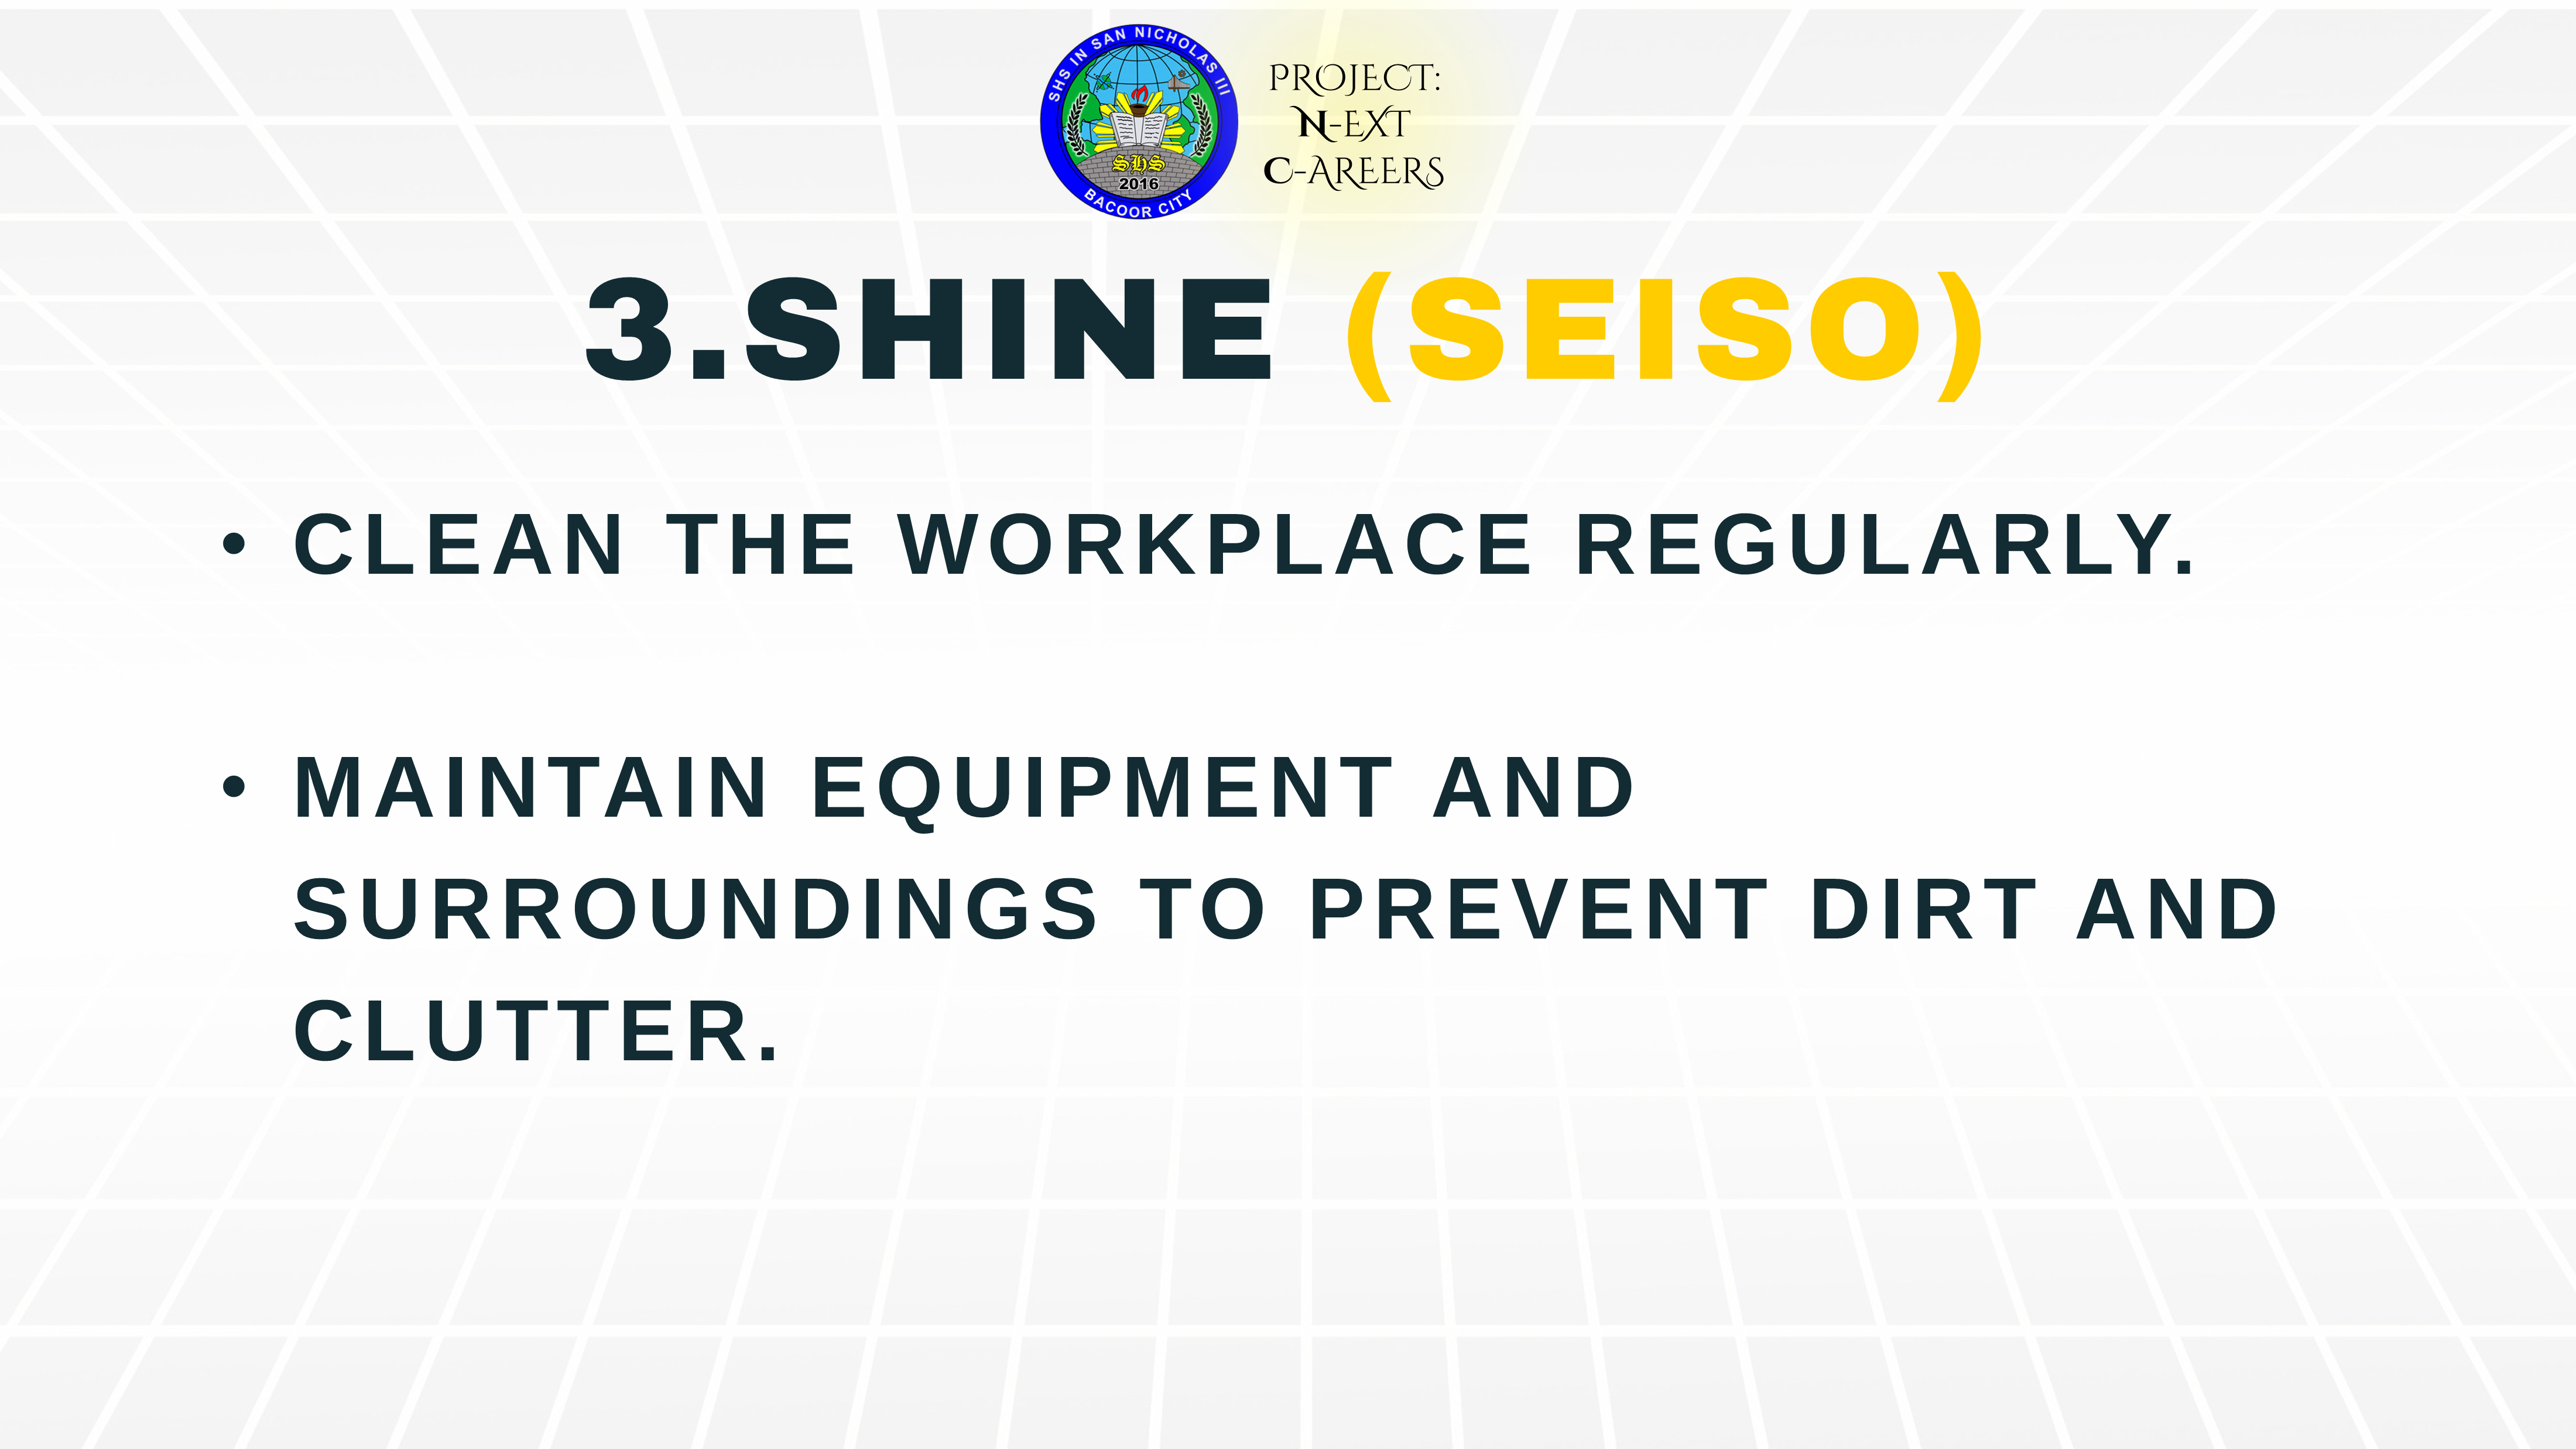 SHS IN SAN NICHOLAS III
SHS
2016
BACOOR CITY
PROJECT:
N-EXT
C-AREERS
3.SHINE (SEISO)
• CLEAN THE WORKPLACE REGULARLY.
• MAINTAIN EQUIPMENT AND
SURROUNDINGS TO PREVENT DIRT AND
CLUTTER.